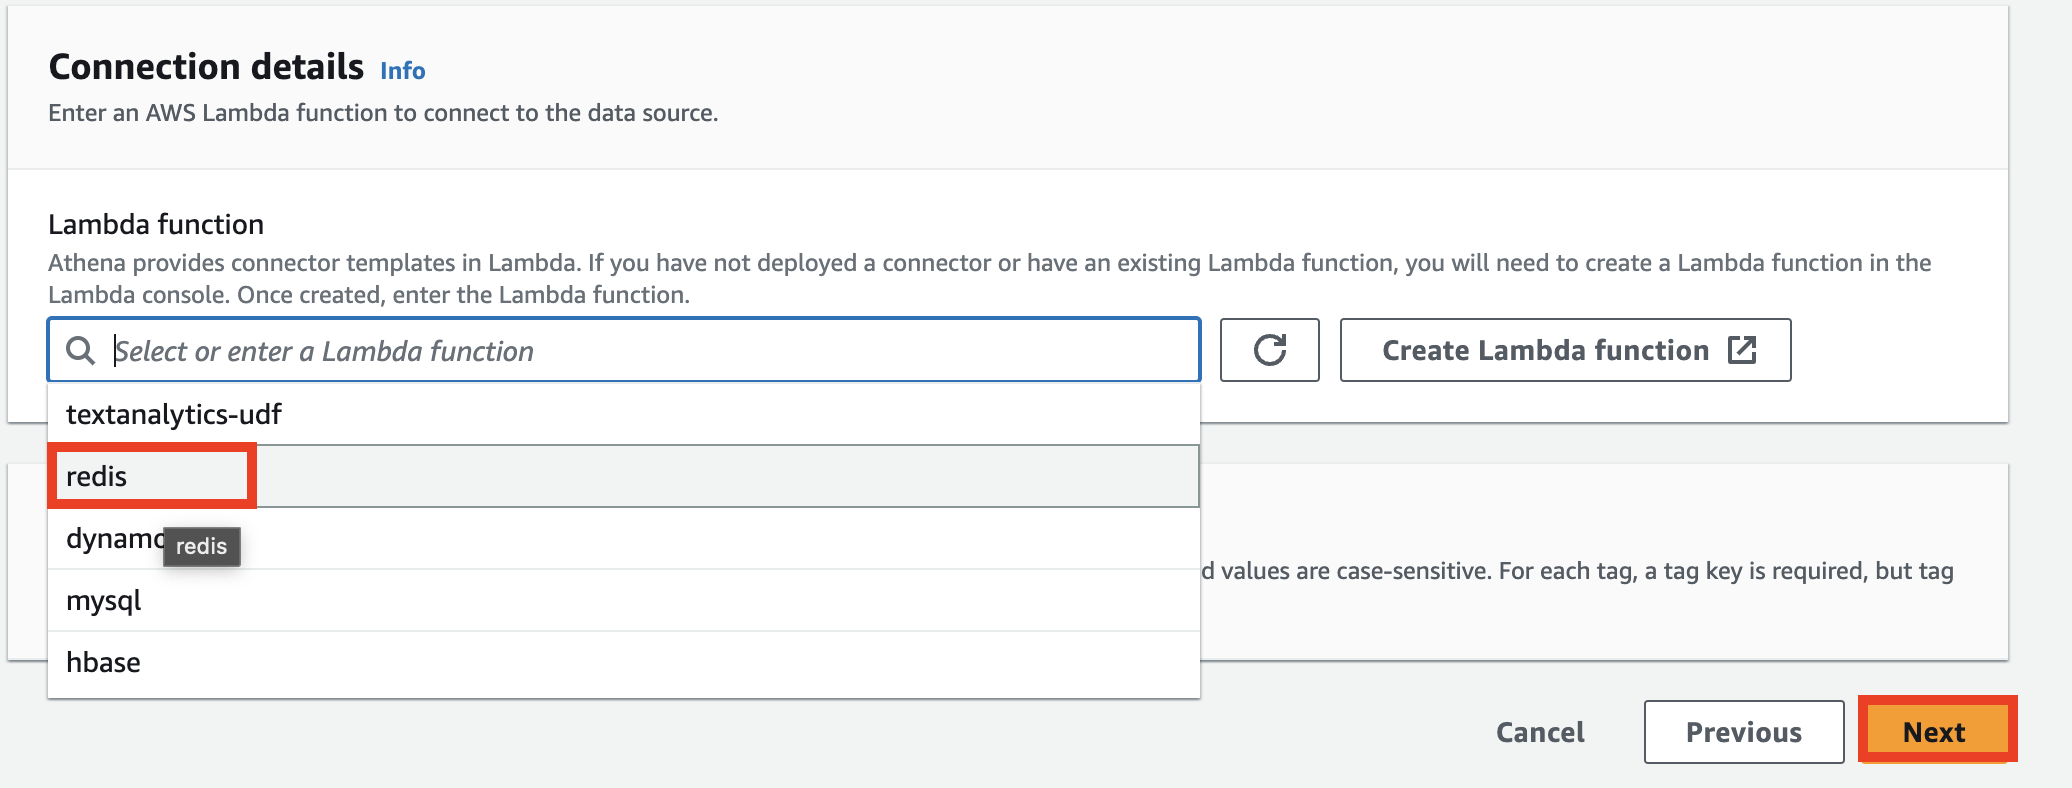 Connection details Info
Enter an AWS Lambda function to connect to the data source.
Lambda function
Athena provides connector templates in Lambda. If you have not deployed a connector or have an existing Lambda function, you will need to create a Lambda function in the
Lambda console. Once created, enter the Lambda function.
Select or enter a Lambda function
Create Lambda function
textanalytics-udf
redis
redis
mysql
hbase
values are case-sensitive. For each tag, a tag key is required, but tag
Cancel
Previous
Next